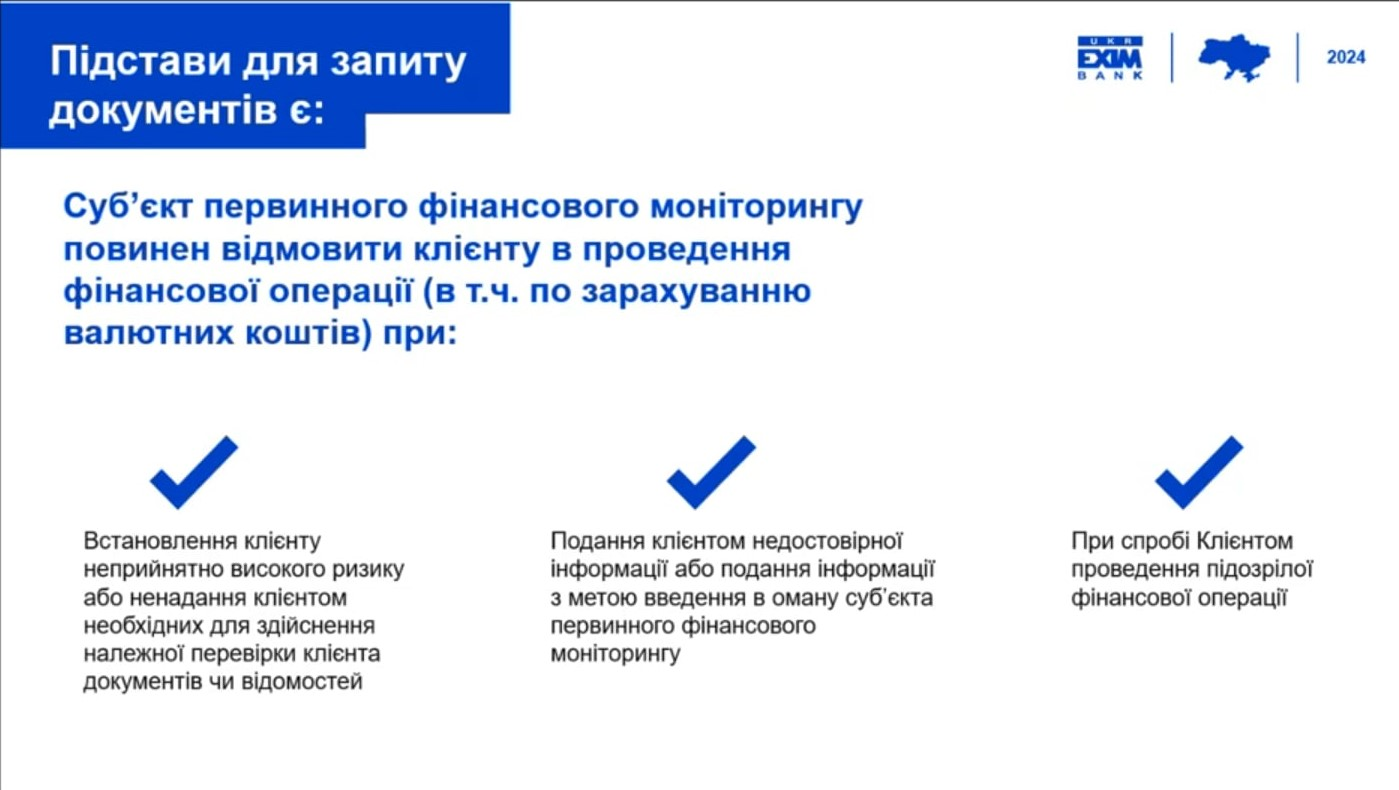 Підстави для запиту
документів є:
UKR
EXIM
BANK
2024
Суб’єкт первинного фінансового моніторингу
повинен відмовити клієнту в проведення
фінансової операції (в т.ч. по зарахуванню
валютних коштів) при:
Встановлення клієнту
неприйнятно високого ризику
або ненадання клієнтом
необхідних для здійснення
належної перевірки клієнта
документів чи відомостей
Подання клієнтом недостовірної
інформації або подання інформації
з метою введення в оману суб’єкта
первинного фінансового
моніторингу
При спробі Клієнтом
проведення підозрілої
фінансової операції